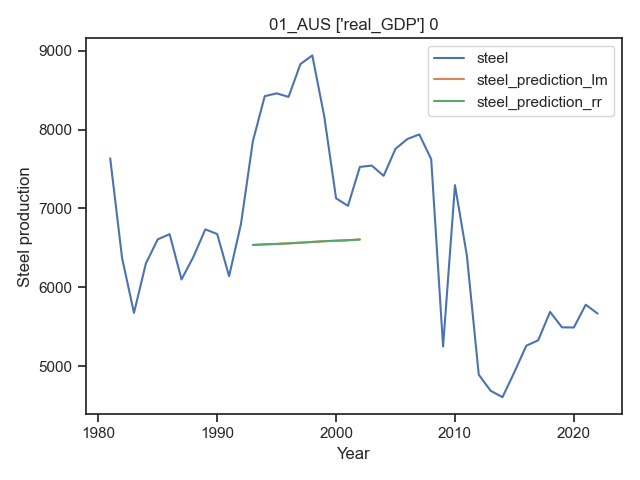 01_AUS ['real_GDP'] 0
steel
steel_prediction_lm
steel_prediction_rr
9000
8000
7000
6000
5000
Steel production
1980 1990 2000 2010 2020
Year